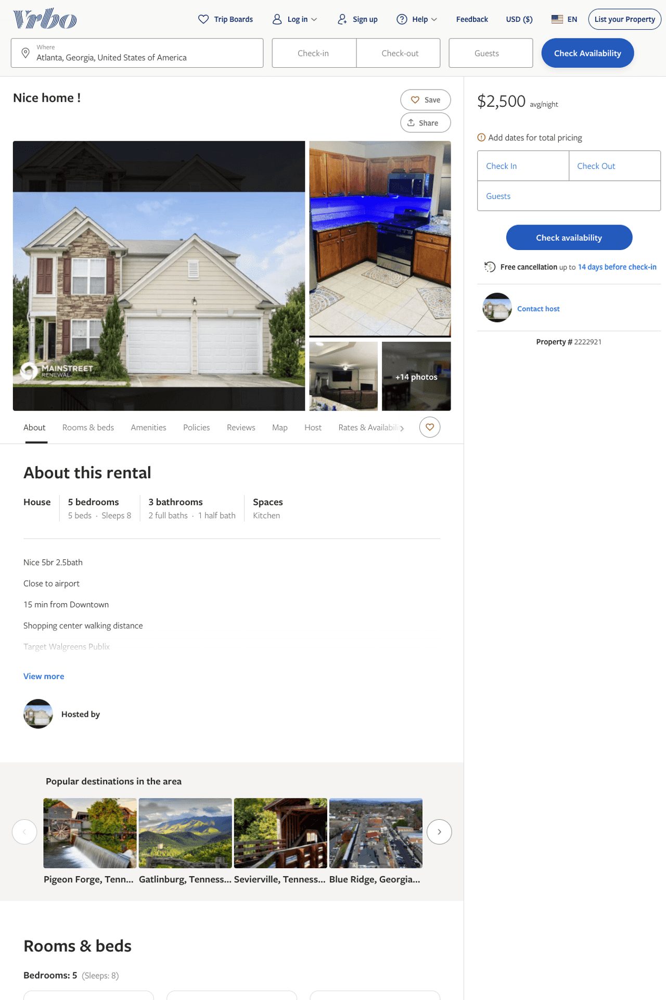 Vrbo
Trip Boards
Log in
Sign up
Help
Feedback
USD ($)
EN
List your Property
Where
Atlanta, Georgia, United States of America
Check-in
Check-out
Guests
Check Availability
Nice home !
Save
Share
$2,500 avg/night
Add dates for total pricing
Check In
Check Out
Guests
Check availability
Free cancellation up to 14 days before check-in
Contact host
Property # 2222921
MAINSTREET
RENEWAL
+14 photos
About
Rooms & beds
Amenities
Policies
Reviews
Map
Host
Rates & Availabili
About this rental
House
5 bedrooms
5 beds · Sleeps 8
3 bathrooms
2 full baths · 1 half bath
Spaces
Kitchen
Nice 5br 2.5bath
Close to airport
15 min from Downtown
Shopping center walking distance
Target Walgreens Publix
View more
Hosted by
Popular destinations in the area
Pigeon Forge, Tenn...
Gatlinburg, Tenness...
Sevierville, Tenness...
Blue Ridge, Georgia...
Rooms & beds
Bedrooms: 5 (Sleeps: 8)